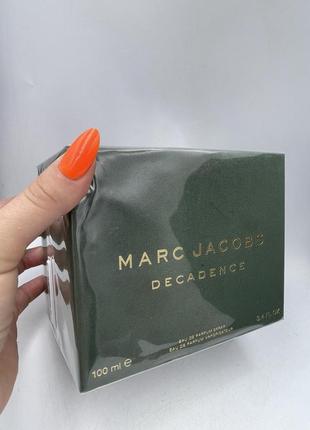 MARC JACOBS
DECADENCE
EAU DE PARFUM SPRAY
EAU DE PARFUM VAPORISATEUR
100 ml e 3.4 FL OZ